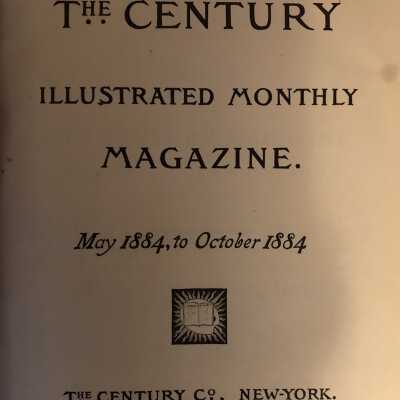 THE CENTURY
ILLUSTRATED MONTHLY
MAGAZINE.
May 1884, to October 1884
THE CENTURY Co., NEW-YORK.